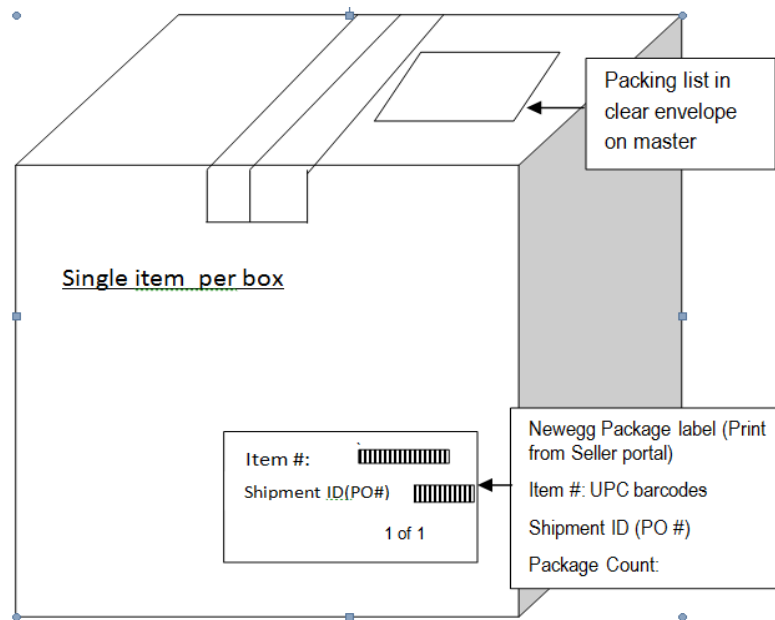 Packing list in
clear envelope
on master
Single item per box
Item #:
Shipment ID(PO#)
1 of 1
Newegg Package label (Print
from Seller portal)
Item #: UPC barcodes
Shipment ID (PO #)
Package Count: